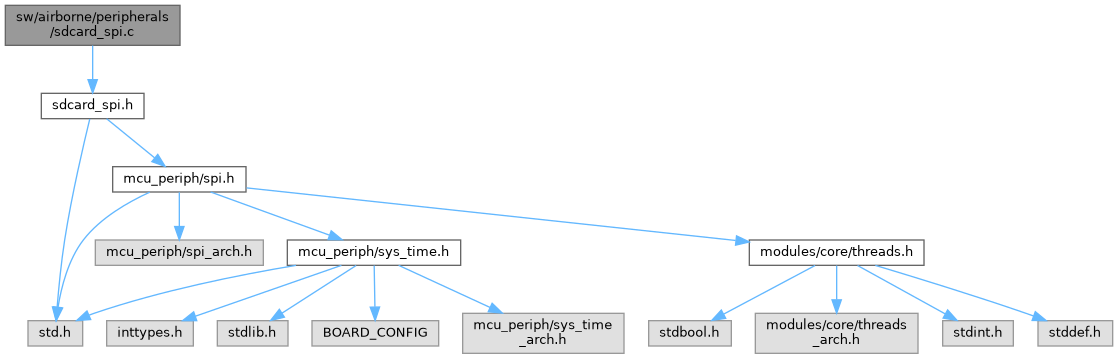 sw/airborne/peripherals
/sdcard_spi.c
sdcard_spi.h
mcu_periph/spi.h
mcu_periph/spi_arch.h
mcu_periph/sys_time.h
modules/core/threads.h
std.h
inttypes.h
stdlib.h
BOARD_CONFIG
mcu_periph/sys_time
_arch.h
stdbool.h
modules/core/threads
_arch.h
stdint.h
stddef.h